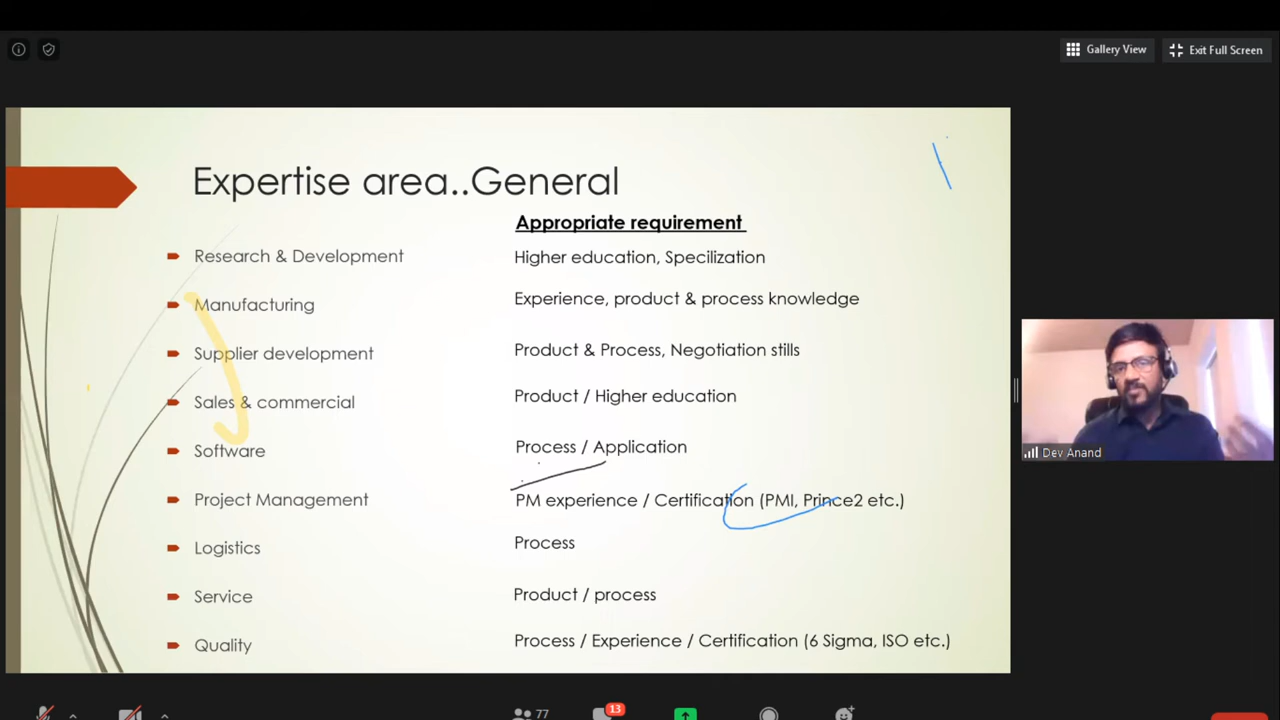 Gallery View
Exit Full Screen
Expertise area..General
Appropriate requirement
Research & Development
Higher education, Specilization
Manufacturing
Experience, product & process knowledge
Supplier development
Product & Process, Negotiation stills
Sales & commercial
Product / Higher education
Software
Process / Application
Project Management
PM experience / Certification (PMI, Prince2 etc.)
Logistics
Process
Service
Product / process
Quality
Process / Experience / Certification (6 Sigma, ISO etc.)
Dev Anand
77
13